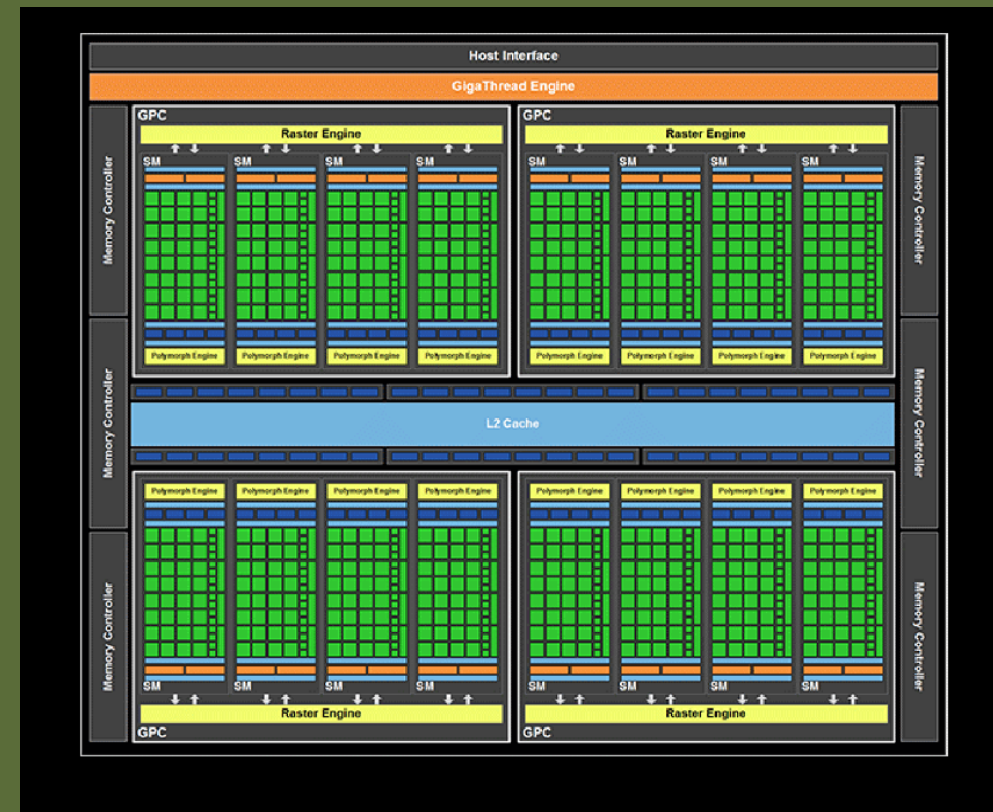 Host Interface
GigaThread Engine
GPC GPC
Raster Engine Raster Engine
SM SM SM SM SM SM SM SM
Memory Controller Memory Controller
Polymorph Engine Polymorph Engine Polymorph Engine Polymorph Engine Polymorph Engine Polymorph Engine Polymorph Engine Polymorph Engine
Memory Controller Memory Controller
L2 Cache
Polymorph Engine Polymorph Engine Polymorph Engine Polymorph Engine Polymorph Engine Polymorph Engine Polymorph Engine Polymorph Engine
Memory Controller Memory Controller
SM SM SM SM SM SM SM SM
Raster Engine Raster Engine
GPC GPC